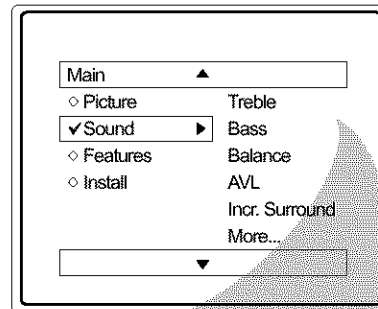 Main
Picture Treble
Sound Bass
Features Balance
Install AVL
Incr. Surround
More...